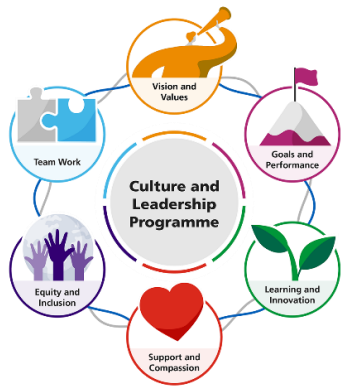 Vision and
Values
Goals and
Performance
Learning and
Innovation
Support and
Compassion
Equity and
Inclusion
Team Work
Culture and
Leadership
Programme